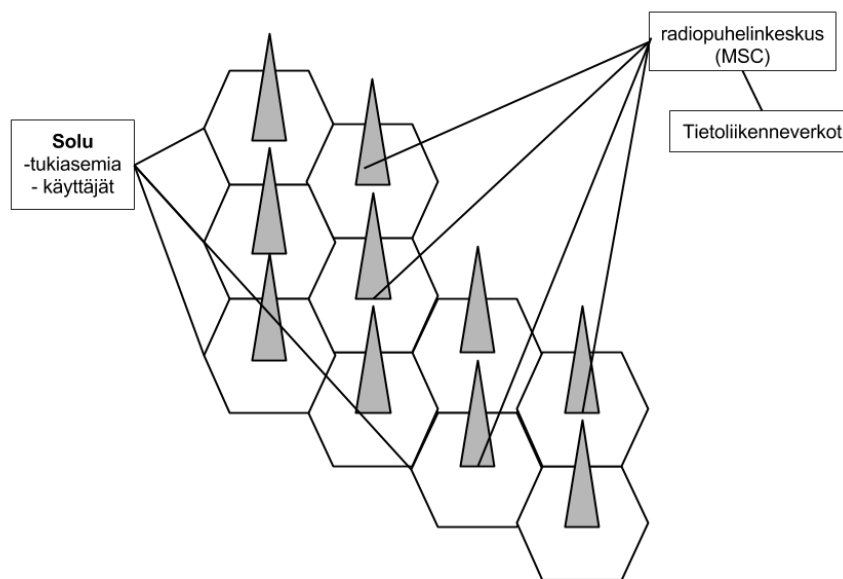 radiopuhelinkeskus
(MSC)
Tietoliikenneverkot
Solu
-tukiasemia
- käyttäjät